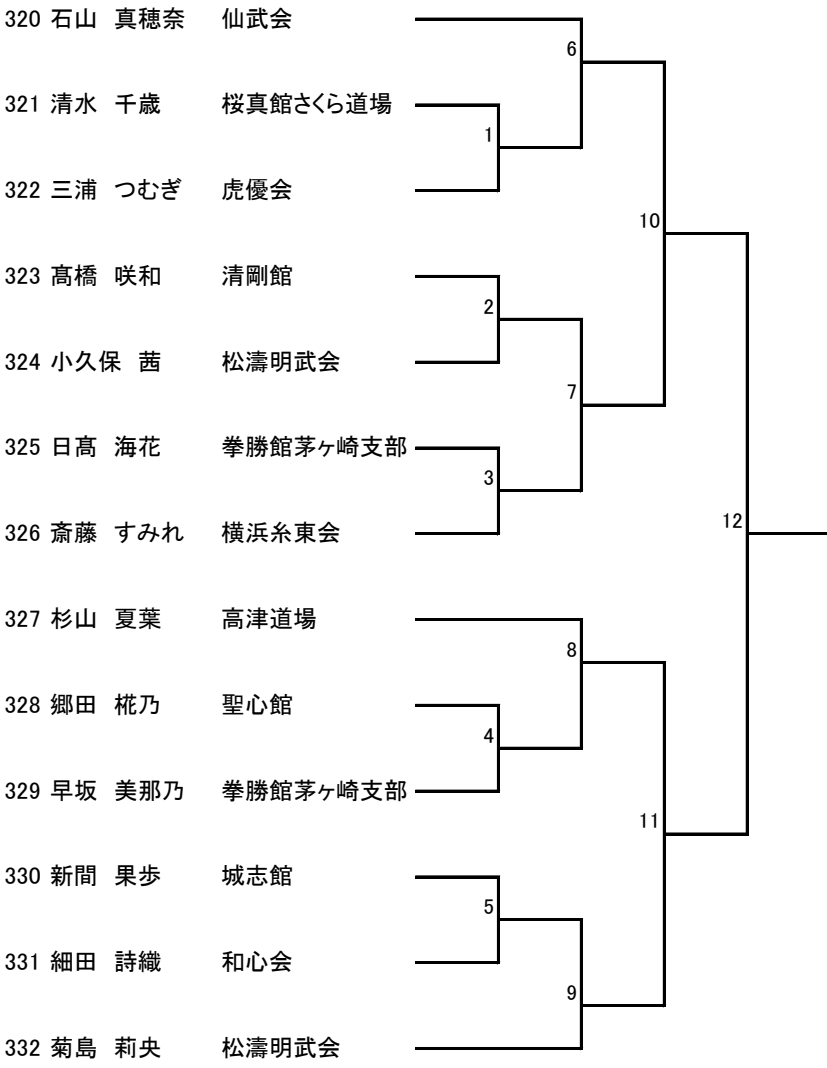 320 石山 真穂奈 仙武会
6
321 清水 千歳 桜真館さくら道場
1
322 三浦 つむぎ 虎優会
10
323 髙橋 咲和 清剛館
2
324 小久保 茜 松濤明武会
7
325 日髙 海花 拳勝館茅ヶ崎支部
3
326 斎藤 すみれ 横浜糸東会
12
327 杉山 夏葉 高津道場
8
328 郷田 椛乃 聖心館
4
329 早坂 美那乃 拳勝館茅ヶ崎支部
11
330 新間 果歩 城志館
5
331 細田 詩織 和心会
9
332 菊島 莉央 松濤明武会